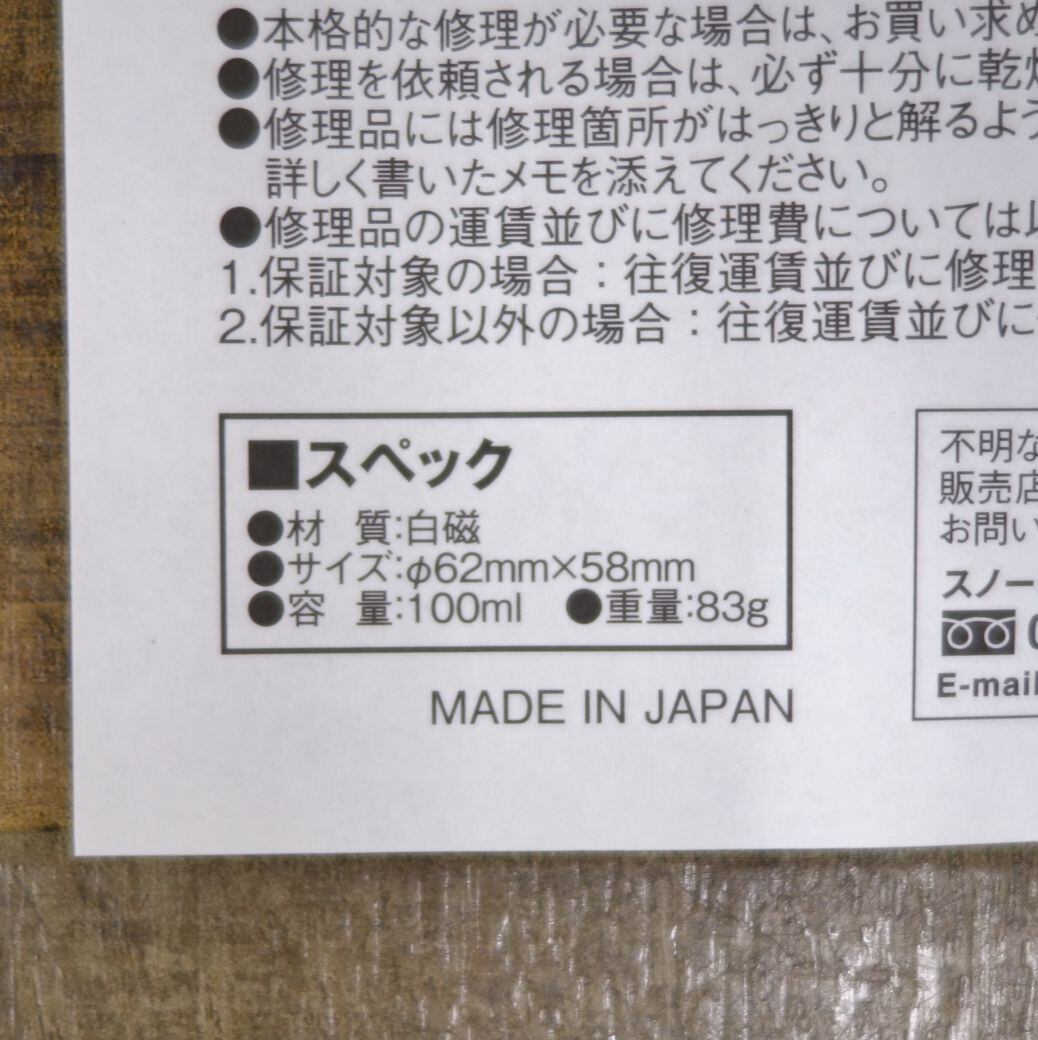 ●本格的な修理が必要な場合は、お買い求め
●修理を依頼される場合は、必ず十分に乾燥
●修理品には修理箇所がはっきりと解るよう
詳しく書いたメモを添えてください。
●修理品の運賃並びに修理費については以
1.保証対象の場合：往復運賃並びに修理
2.保証対象以外の場合：往復運賃並びに
■スペック
●材 質:白磁
●サイズ:φ62mm×58mm
●容 量:100ml ●重量:83g
MADE IN JAPAN
不明な
販売店
お問い
スノー
E-mail